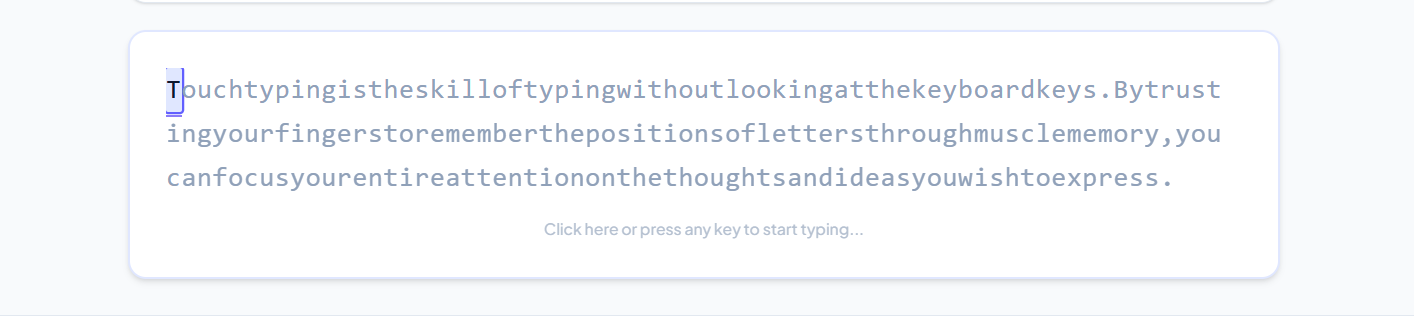 Touchtypingistheskilloftypingwithoutlookingatthekeyboardkeys.Bytrust
ingyourfingerstorememberthepositionsoflettersthroughmusclememory,you
canfocusyourentireattentiononthethoughtsandideasyouwishtoexpress.
Click here or press any key to start typing...